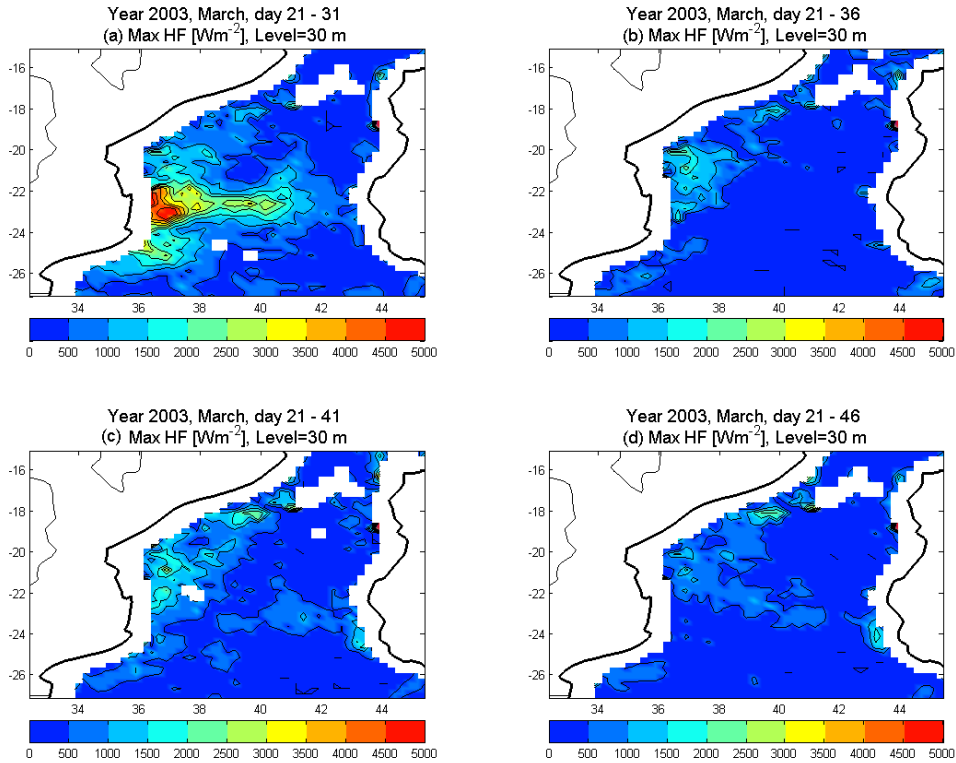 Year 2003, March, day 21 - 31
(a) Max HF [Wm⁻²], Level=30 m
-16
-18
-20
-22
-24
-26
34 36 38 40 42 44
0 500 1000 1500 2000 2500 3000 3500 4000 4500 5000
Year 2003, March, day 21 - 36
(b) Max HF [Wm⁻²], Level=30 m
-16
-18
-20
-22
-24
-26
34 36 38 40 42 44
0 500 1000 1500 2000 2500 3000 3500 4000 4500 5000
Year 2003, March, day 21 - 41
(c) Max HF [Wm⁻²], Level=30 m
-16
-18
-20
-22
-24
-26
34 36 38 40 42 44
0 500 1000 1500 2000 2500 3000 3500 4000 4500 5000
Year 2003, March, day 21 - 46
(d) Max HF [Wm⁻²], Level=30 m
-16
-18
-20
-22
-24
-26
34 36 38 40 42 44
0 500 1000 1500 2000 2500 3000 3500 4000 4500 5000